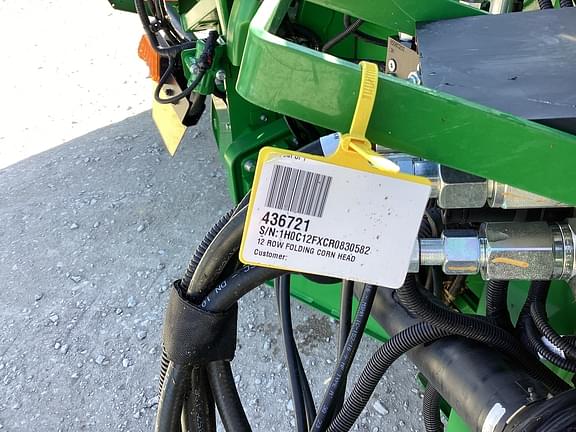 436721
S/N:1H0C12FXCR0830582
12 ROW FOLDING CORN HEAD
Customer: